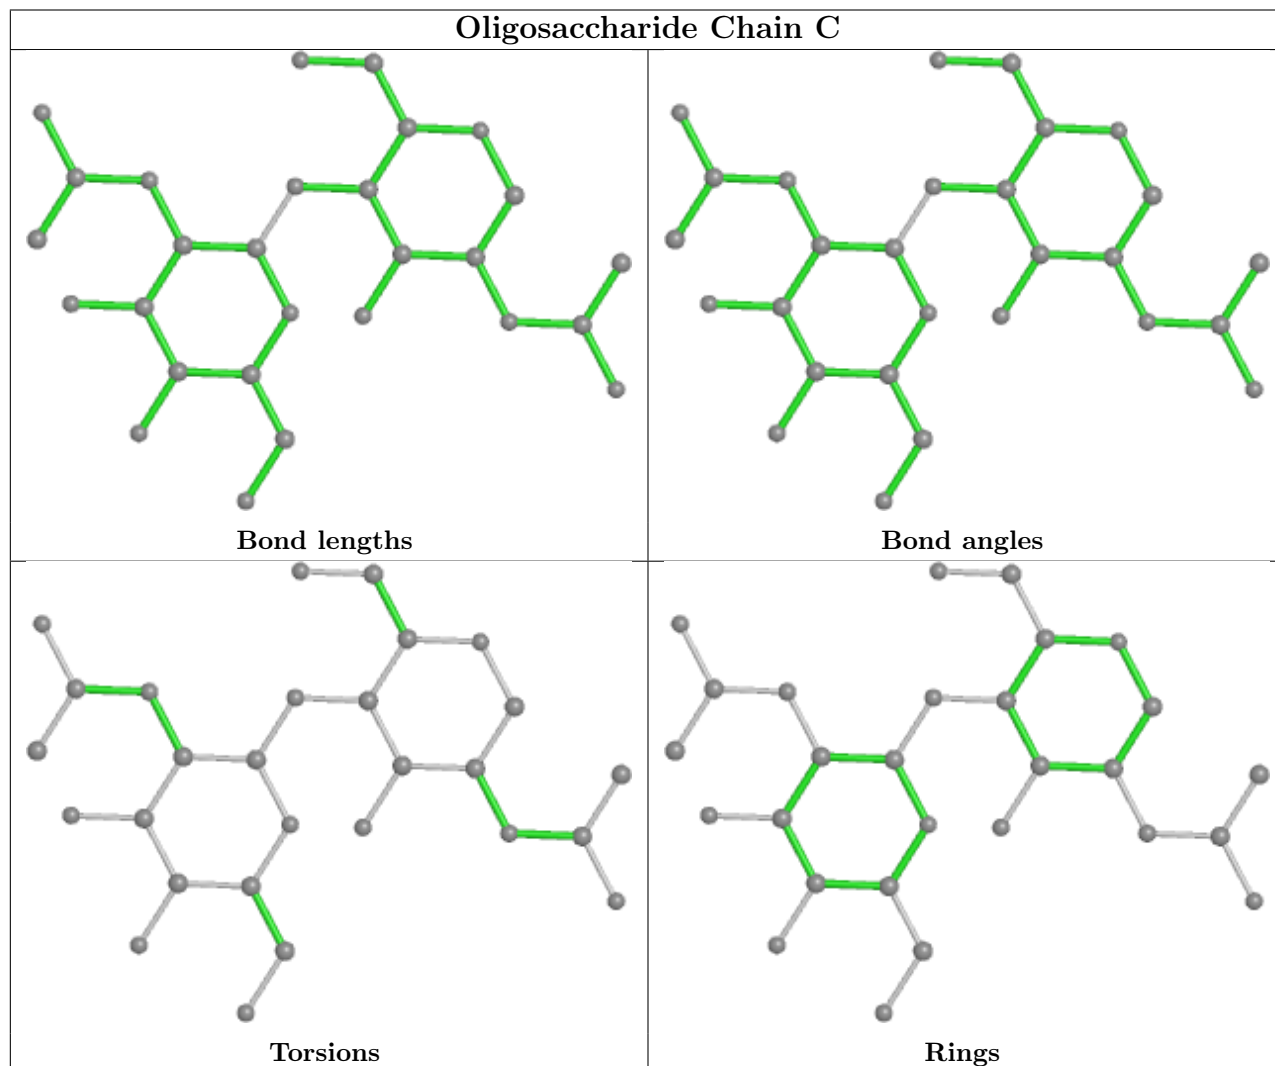 Oligosaccharide Chain C
Bond lengths
Bond angles
Torsions
Rings